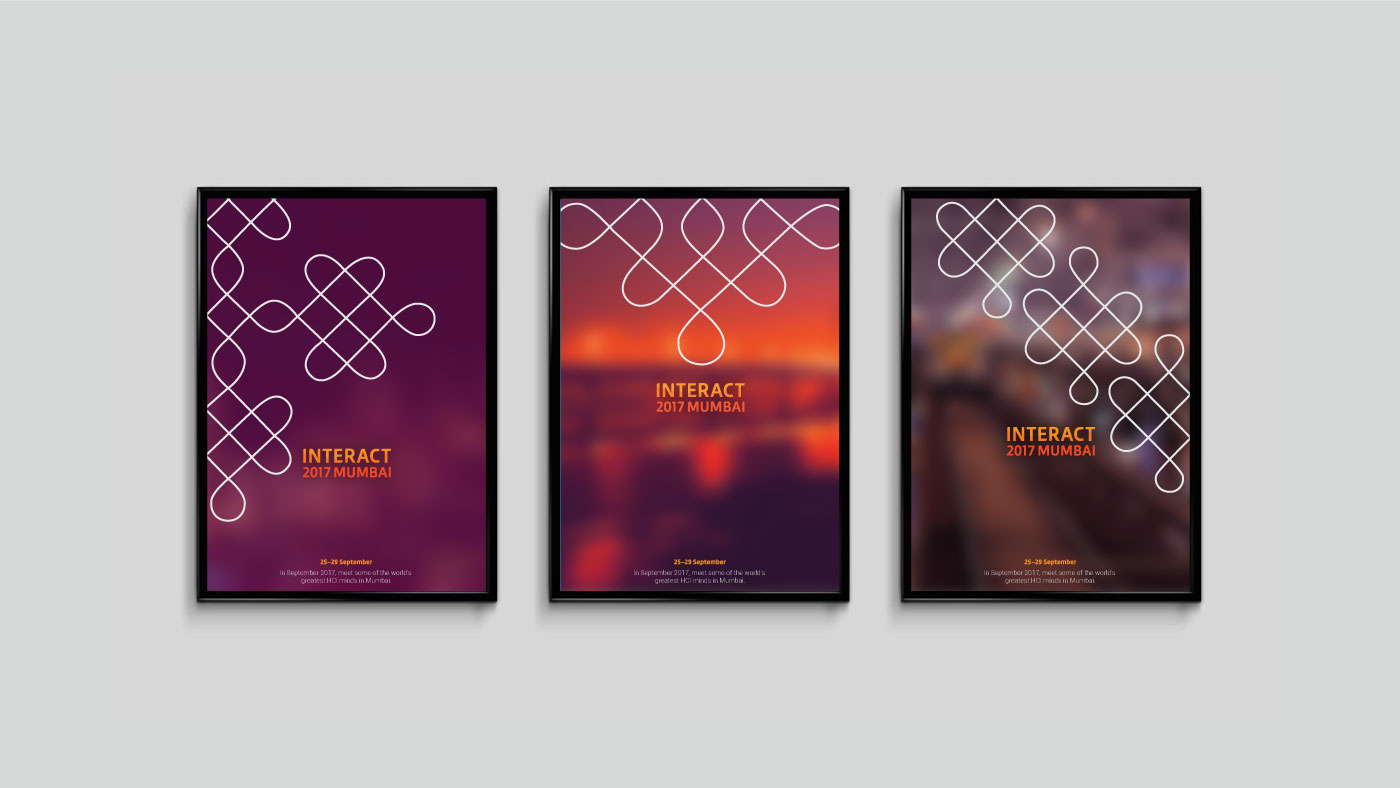 INTERACT
2017 MUMBAI
25–29 September
In September 2017, meet some of the world's
greatest HCI minds in Mumbai.
INTERACT
2017 MUMBAI
25–29 September
In September 2017, meet some of the world's
greatest HCI minds in Mumbai.
INTERACT
2017 MUMBAI
25–29 September
In September 2017, meet some of the world's
greatest HCI minds in Mumbai.